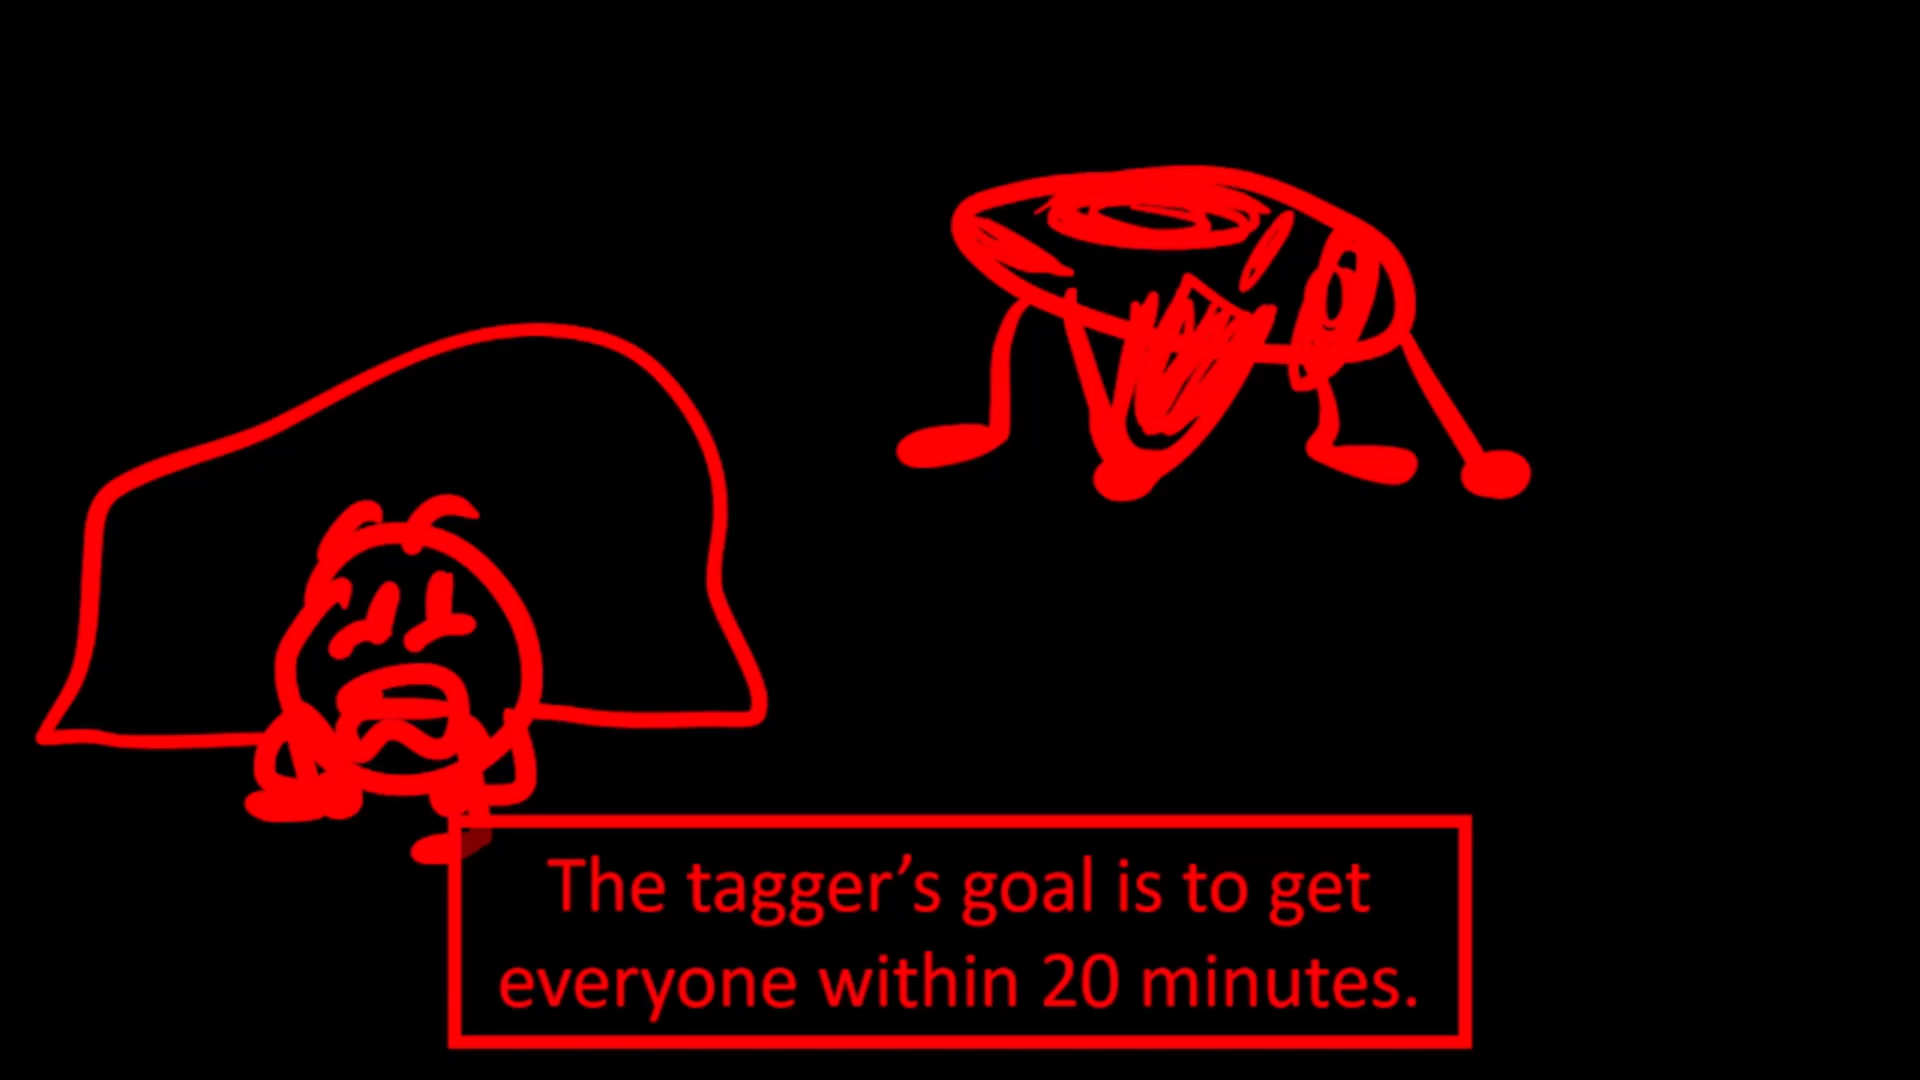 The tagger’s goal is to get
everyone within 20 minutes.